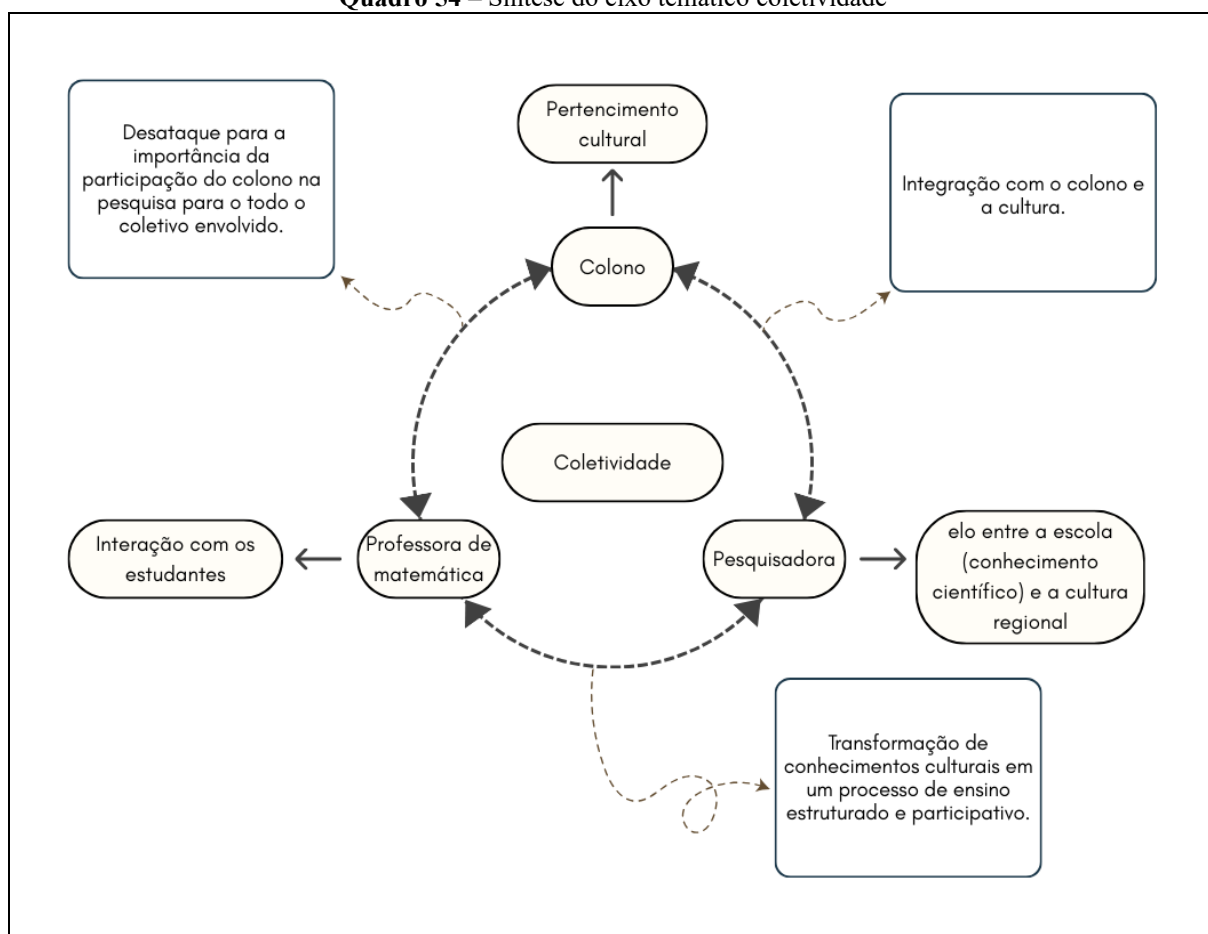 Quadro 34 – Síntese do eixo temático coletividade
Pertencimento
cultural
Desataque para a
importância da
participação do colono na
pesquisa para o todo o
coletivo envolvido.
Integração com o colono e
a cultura.
Colono
Coletividade
Interação com os
estudantes
Professora de
matemática
Pesquisadora
elo entre a escola
(conhecimento
científico) e a cultura
regional
Transformação de
conhecimentos culturais em
um processo de ensino
estruturado e participativo.